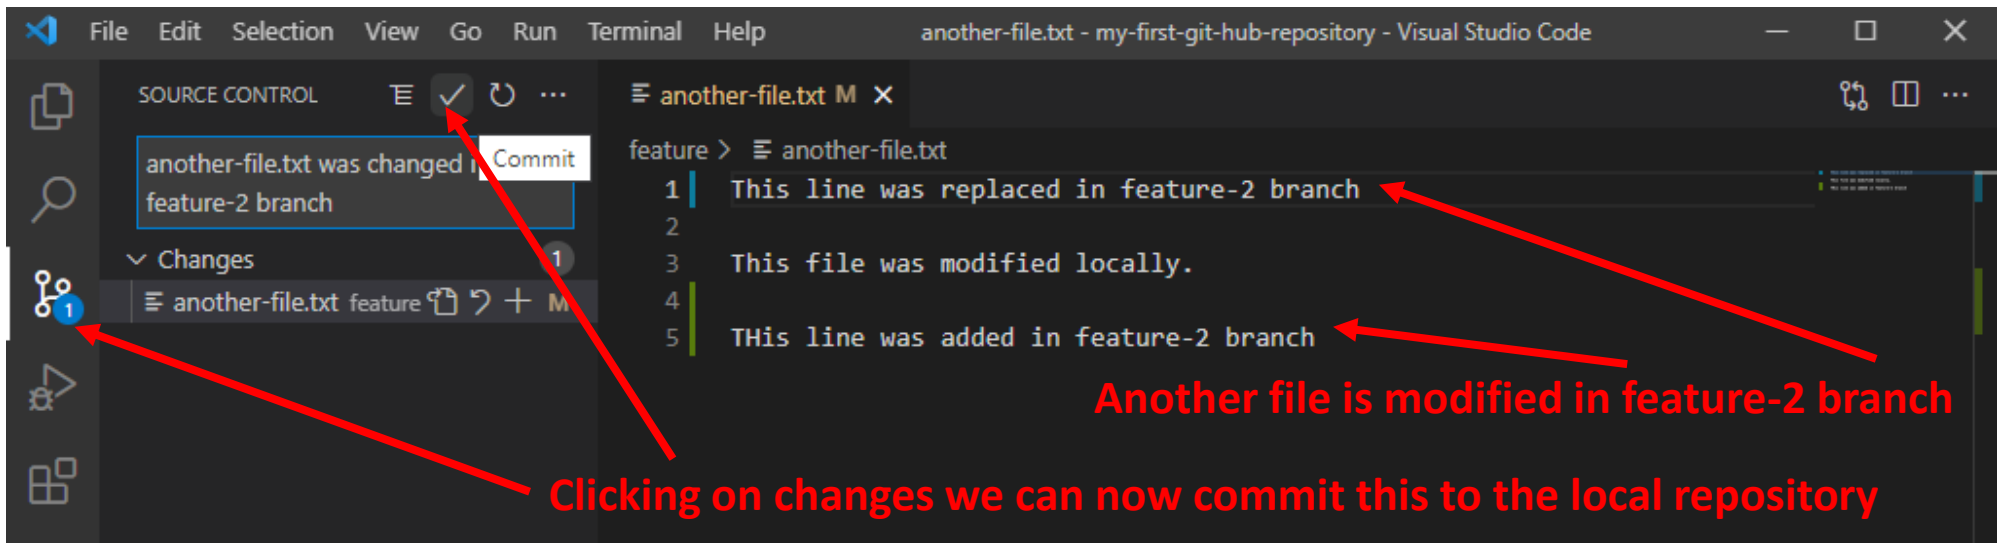 File Edit Selection View Go Run Terminal Help another-file.txt - my-first-git-hub-repository - Visual Studio Code
SOURCE CONTROL
another-file.txt M
another-file.txt was changed
Commit
feature-2 branch
Changes 1
another-file.txt feature M
1
feature > another-file.txt
1 This line was replaced in feature-2 branch
2
3 This file was modified locally.
4
5 THis line was added in feature-2 branch
Another file is modified in feature-2 branch
Clicking on changes we can now commit this to the local repository